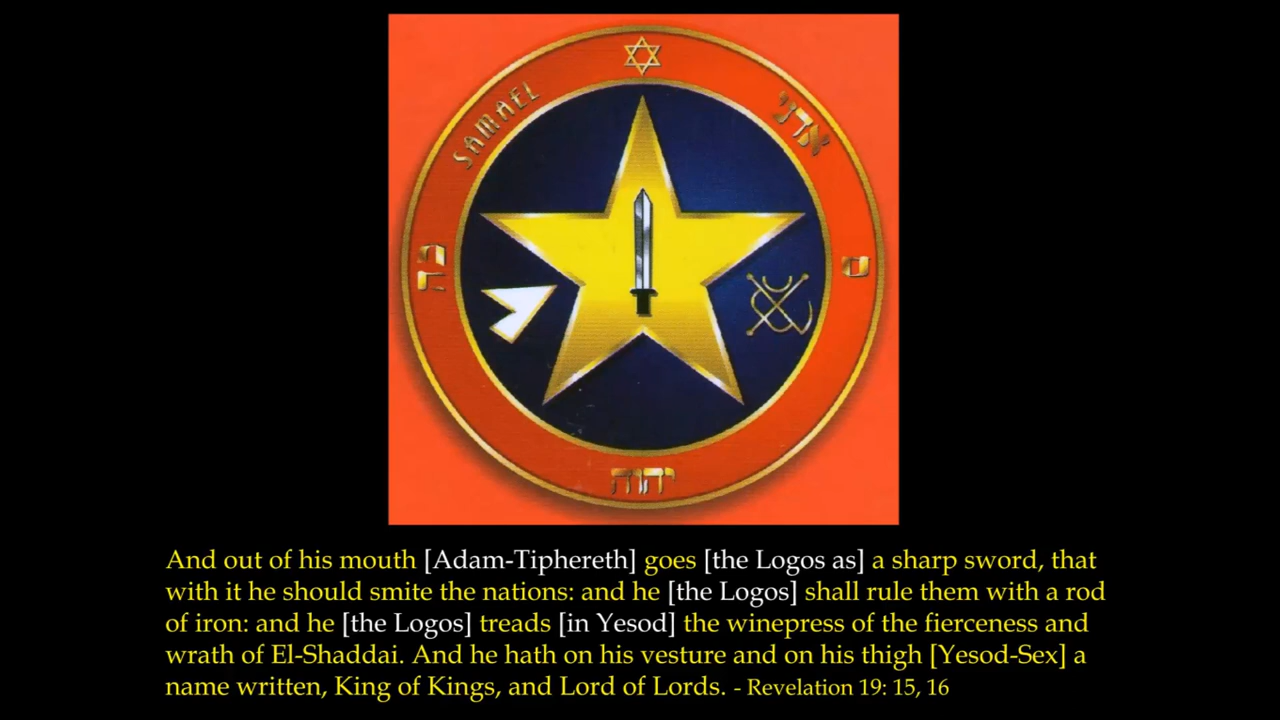 SAMAEL
אדני
כה
ס
יהוה
And out of his mouth [Adam-Tiphereth] goes [the Logos as] a sharp sword, that
with it he should smite the nations: and he [the Logos] shall rule them with a rod
of iron: and he [the Logos] treads [in Yesod] the winepress of the fierceness and
wrath of El-Shaddai. And he hath on his vesture and on his thigh [Yesod-Sex] a
name written, King of Kings, and Lord of Lords. - Revelation 19: 15, 16